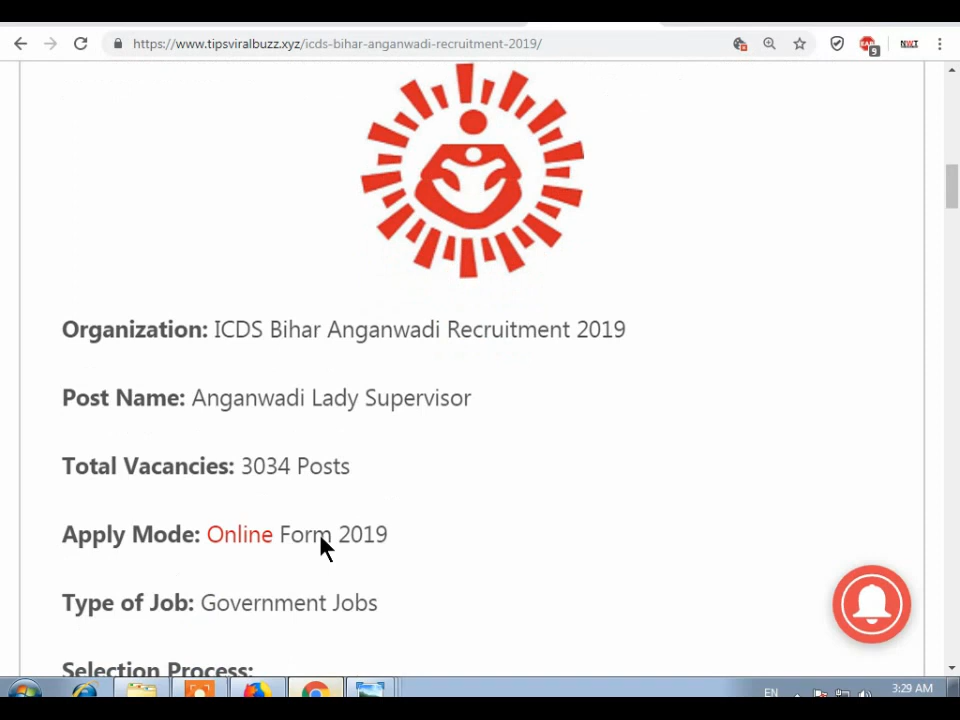 https://www.tipsviralbuzz.xyz/icds-bihar-anganwadi-recruitment-2019/
9
Organization: ICDS Bihar Anganwadi Recruitment 2019
Post Name: Anganwadi Lady Supervisor
Total Vacancies: 3034 Posts
Apply Mode: Online Form 2019
Type of Job: Government Jobs
Selection Process:
EN
3:29 AM